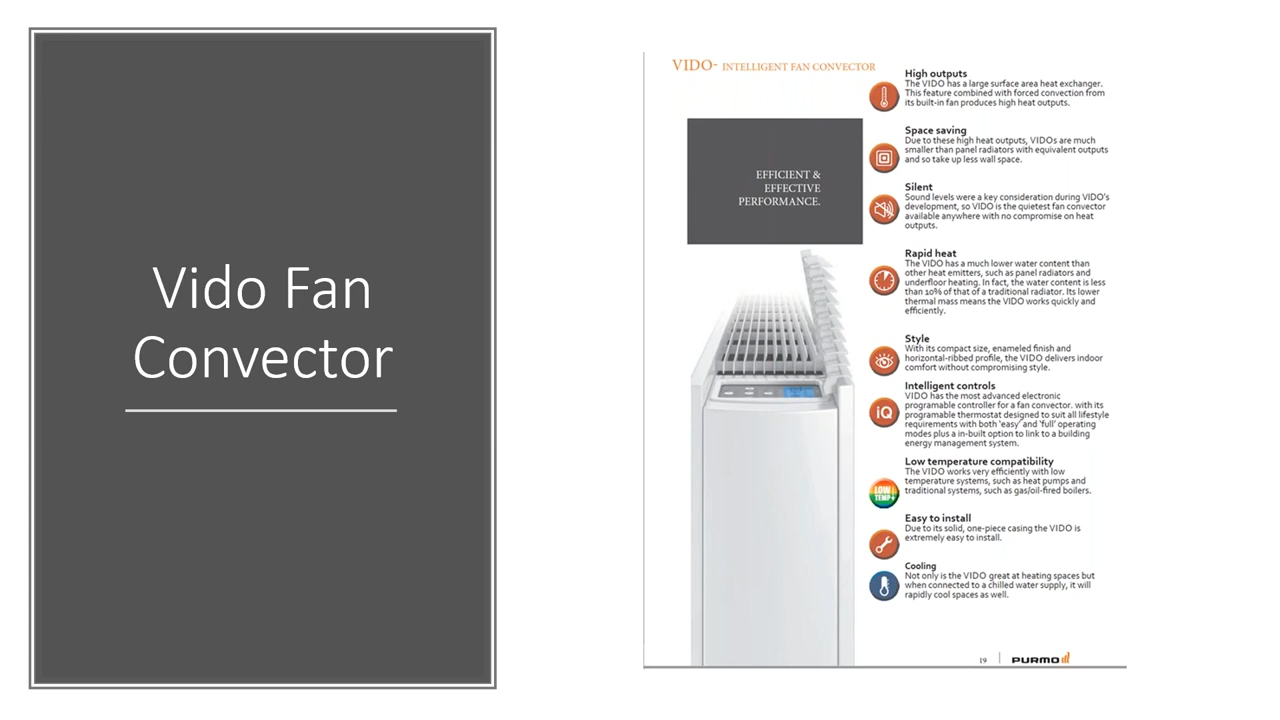 Vido Fan
Convector
VIDO- INTELLIGENT FAN CONVECTOR
EFFICIENT &
EFFECTIVE
PERFORMANCE.
High outputs
The VIDO has a large surface area heat exchanger.
This feature combined with forced convection from
its built-in fan produces high heat outputs.
Space saving
Due to these high heat outputs, VIDOs are much
smaller than panel radiators with equivalent outputs
and so take up less wall space.
Silent
Sound levels were a key consideration during VIDO's
development, so VIDO is the quietest fan convector
available anywhere with no compromise on heat
outputs.
Rapid heat
The VIDO has a much lower water content than
other heat emitters, such as panel radiators and
underfloor heating. In fact, the water content is less
than 10% of that of a traditional radiator. Its lower
thermal mass means the VIDO works quickly and
efficiently.
Style
With its compact size, enameled finish and
horizontal-ribbed profile, the VIDO delivers indoor
comfort without compromising style.
iQ
Intelligent controls
VIDO has the most advanced electronic
programable controller for a fan convector. with its
programable thermostat designed to suit all lifestyle
requirements with both 'easy' and 'full' operating
modes plus a in-built option to link to a building
energy management system.
LOW
TEMP
Low temperature compatibility
The VIDO works very efficiently with low
temperature systems, such as heat pumps and
traditional systems, such as gas/oil-fired boilers.
Easy to install
Due to its solid, one-piece casing the VIDO is
extremely easy to install.
Cooling
Not only is the VIDO great at heating spaces but
when connected to a chilled water supply, it will
rapidly cool spaces as well.
19
PURMO